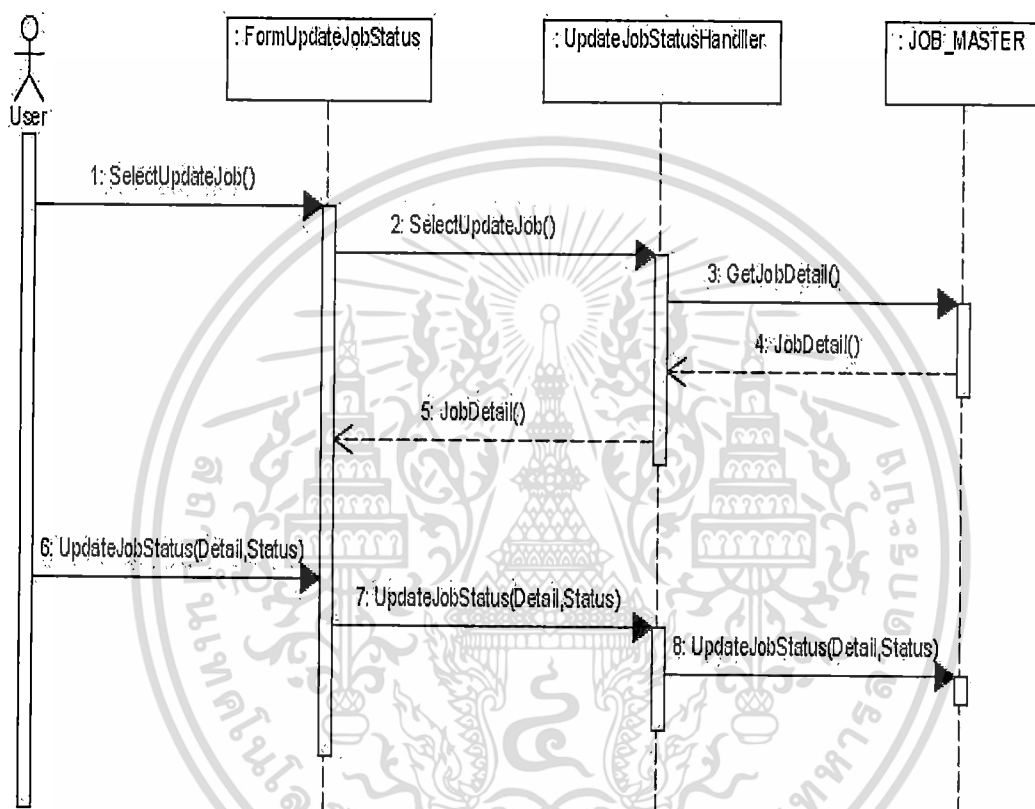 : FormUpdateJobStatus
: UpdateJobStatusHandller
: JOB_MASTER
User
1: SelectUpdateJob()
2: SelectUpdateJob()
3: GetJobDetail()
4: JobDetail()
5: JobDetail()
6: UpdateJobStatus(Detail,Status)
7: UpdateJobStatus(Detail,Status)
8: UpdateJobStatus(Detail,Status)